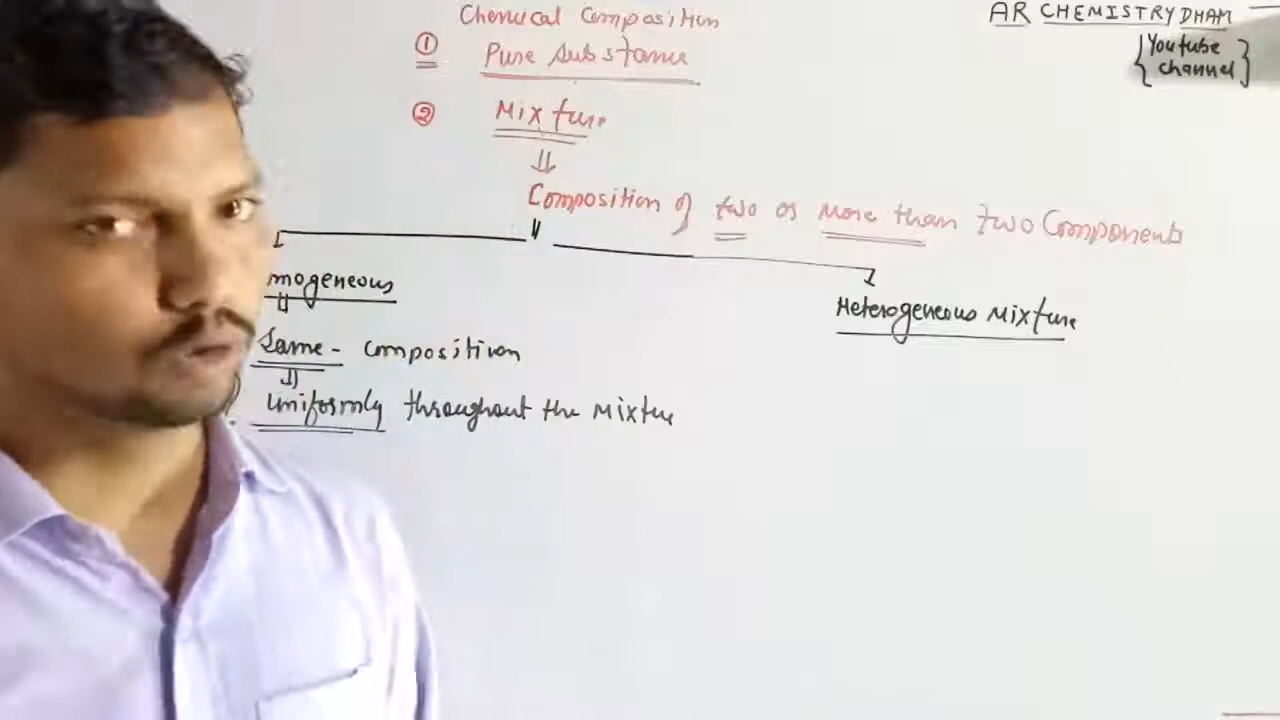 Chemical Composition
AR CHEMISTRY DHAM
{Youtube
channel}
① Pure substance
② Mixture
⇓
Composition of two or more than two Components
mogeneous
Heterogeneous Mixture
Same - composition
uniformly throughout the Mixture